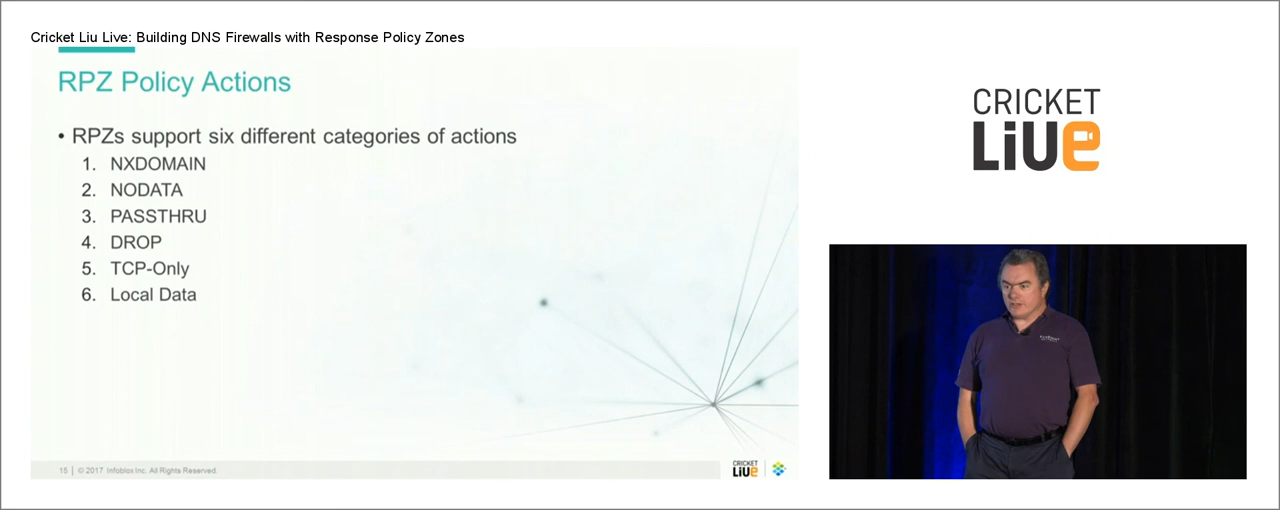 Cricket Liu Live: Building DNS Firewalls with Response Policy Zones
RPZ Policy Actions
• RPZs support six different categories of actions
1. NXDOMAIN
2. NODATA
3. PASSTHRU
4. DROP
5. TCP-Only
6. Local Data
15 | © 2017 Infoblox Inc. All Rights Reserved.
CRICKET
LiUe
CRICKET
LiUe